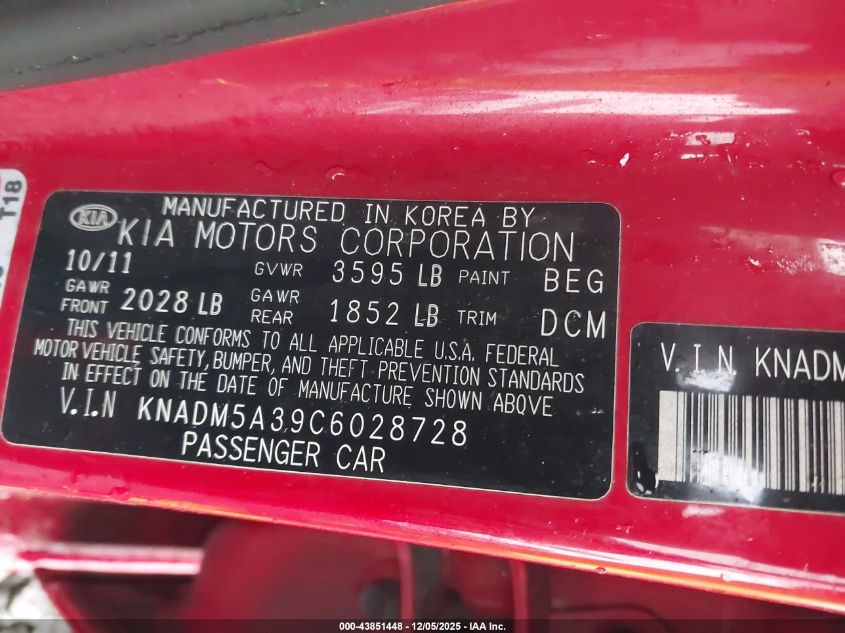 T18
KIA
MANUFACTURED IN KOREA BY
KIA MOTORS CORPORATION
10/11 GVWR 3595 LB PAINT BEG
GAWR FRONT 2028 LB GAWR REAR 1852 LB TRIM DCM
THIS VEHICLE CONFORMS TO ALL APPLICABLE U.S.A. FEDERAL
MOTOR VEHICLE SAFETY, BUMPER, AND THEFT PREVENTION STANDARDS
IN EFFECT ON THE DATE OF MANUFACTURE SHOWN ABOVE
V.I.N KNADM5A39C6028728
PASSENGER CAR
V.I.N. KNADM
000-43851448 - 12/05/2025 - IAA Inc.